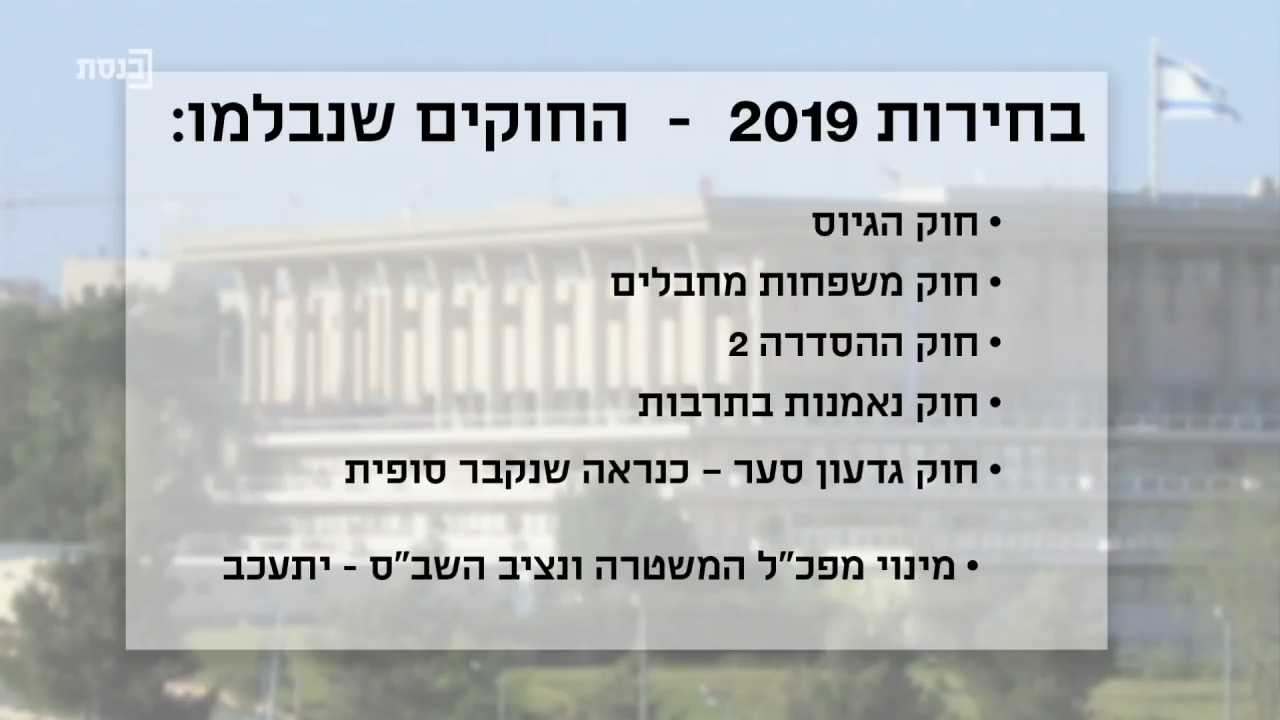 כנסת
בחירות 2019 - החוקים שנבלמו:
• חוק הגיוס
• חוק משפחות מחבלים
• חוק ההסדרה 2
• חוק נאמנות בתרבות
• חוק גדעון סער – כנראה שנקבר סופית
• מינוי מפכ"ל המשטרה ונציב השב"ס - יתעכב